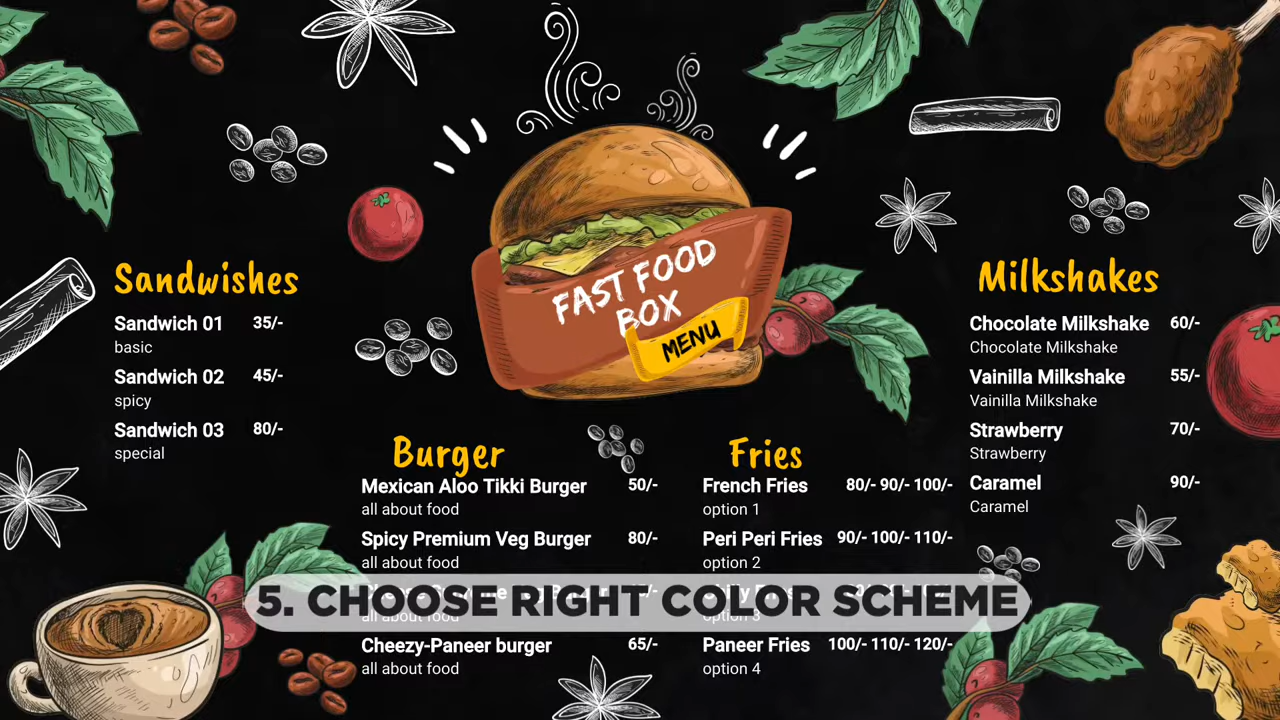 FAST FOOD
BOX
MENU
Sandwishes
Sandwich 01 35/-
basic
Sandwich 02 45/-
spicy
Sandwich 03 80/-
special
Milkshakes
Chocolate Milkshake 60/-
Chocolate Milkshake
Vainilla Milkshake 55/-
Vainilla Milkshake
Strawberry 70/-
Strawberry
Caramel 90/-
Caramel
Burger
Mexican Aloo Tikki Burger 50/-
all about food
Spicy Premium Veg Burger 80/-
all about food
all about food
Cheezy-Paneer burger 65/-
all about food
Fries
French Fries 80/- 90/- 100/-
option 1
Peri Peri Fries 90/- 100/- 110/-
option 2
option 3
Paneer Fries 100/- 110/- 120/-
option 4
5. CHOOSE RIGHT COLOR SCHEME